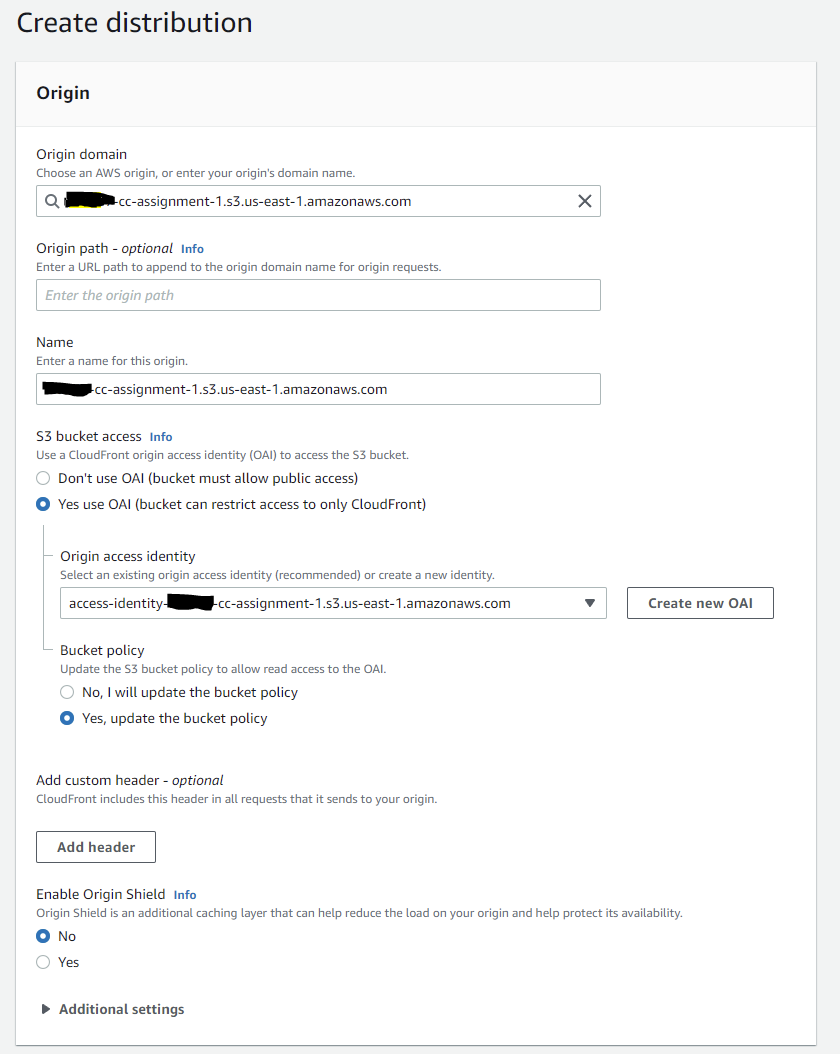 Create distribution
Origin
Origin domain
Choose an AWS origin, or enter your origin's domain name.
-cc-assignment-1.s3.us-east-1.amazonaws.com
Origin path - optional Info
Enter a URL path to append to the origin domain name for origin requests.
Enter the origin path
Name
Enter a name for this origin.
-cc-assignment-1.s3.us-east-1.amazonaws.com
S3 bucket access Info
Use a CloudFront origin access identity (OAI) to access the S3 bucket.
Don't use OAI (bucket must allow public access)
Yes use OAI (bucket can restrict access to only CloudFront)
Origin access identity
Select an existing origin access identity (recommended) or create a new identity.
access-identity- -cc-assignment-1.s3.us-east-1.amazonaws.com
Create new OAI
Bucket policy
Update the S3 bucket policy to allow read access to the OAI.
No, I will update the bucket policy
Yes, update the bucket policy
Add custom header - optional
CloudFront includes this header in all requests that it sends to your origin.
Add header
Enable Origin Shield Info
Origin Shield is an additional caching layer that can help reduce the load on your origin and help protect its availability.
No
Yes
Additional settings